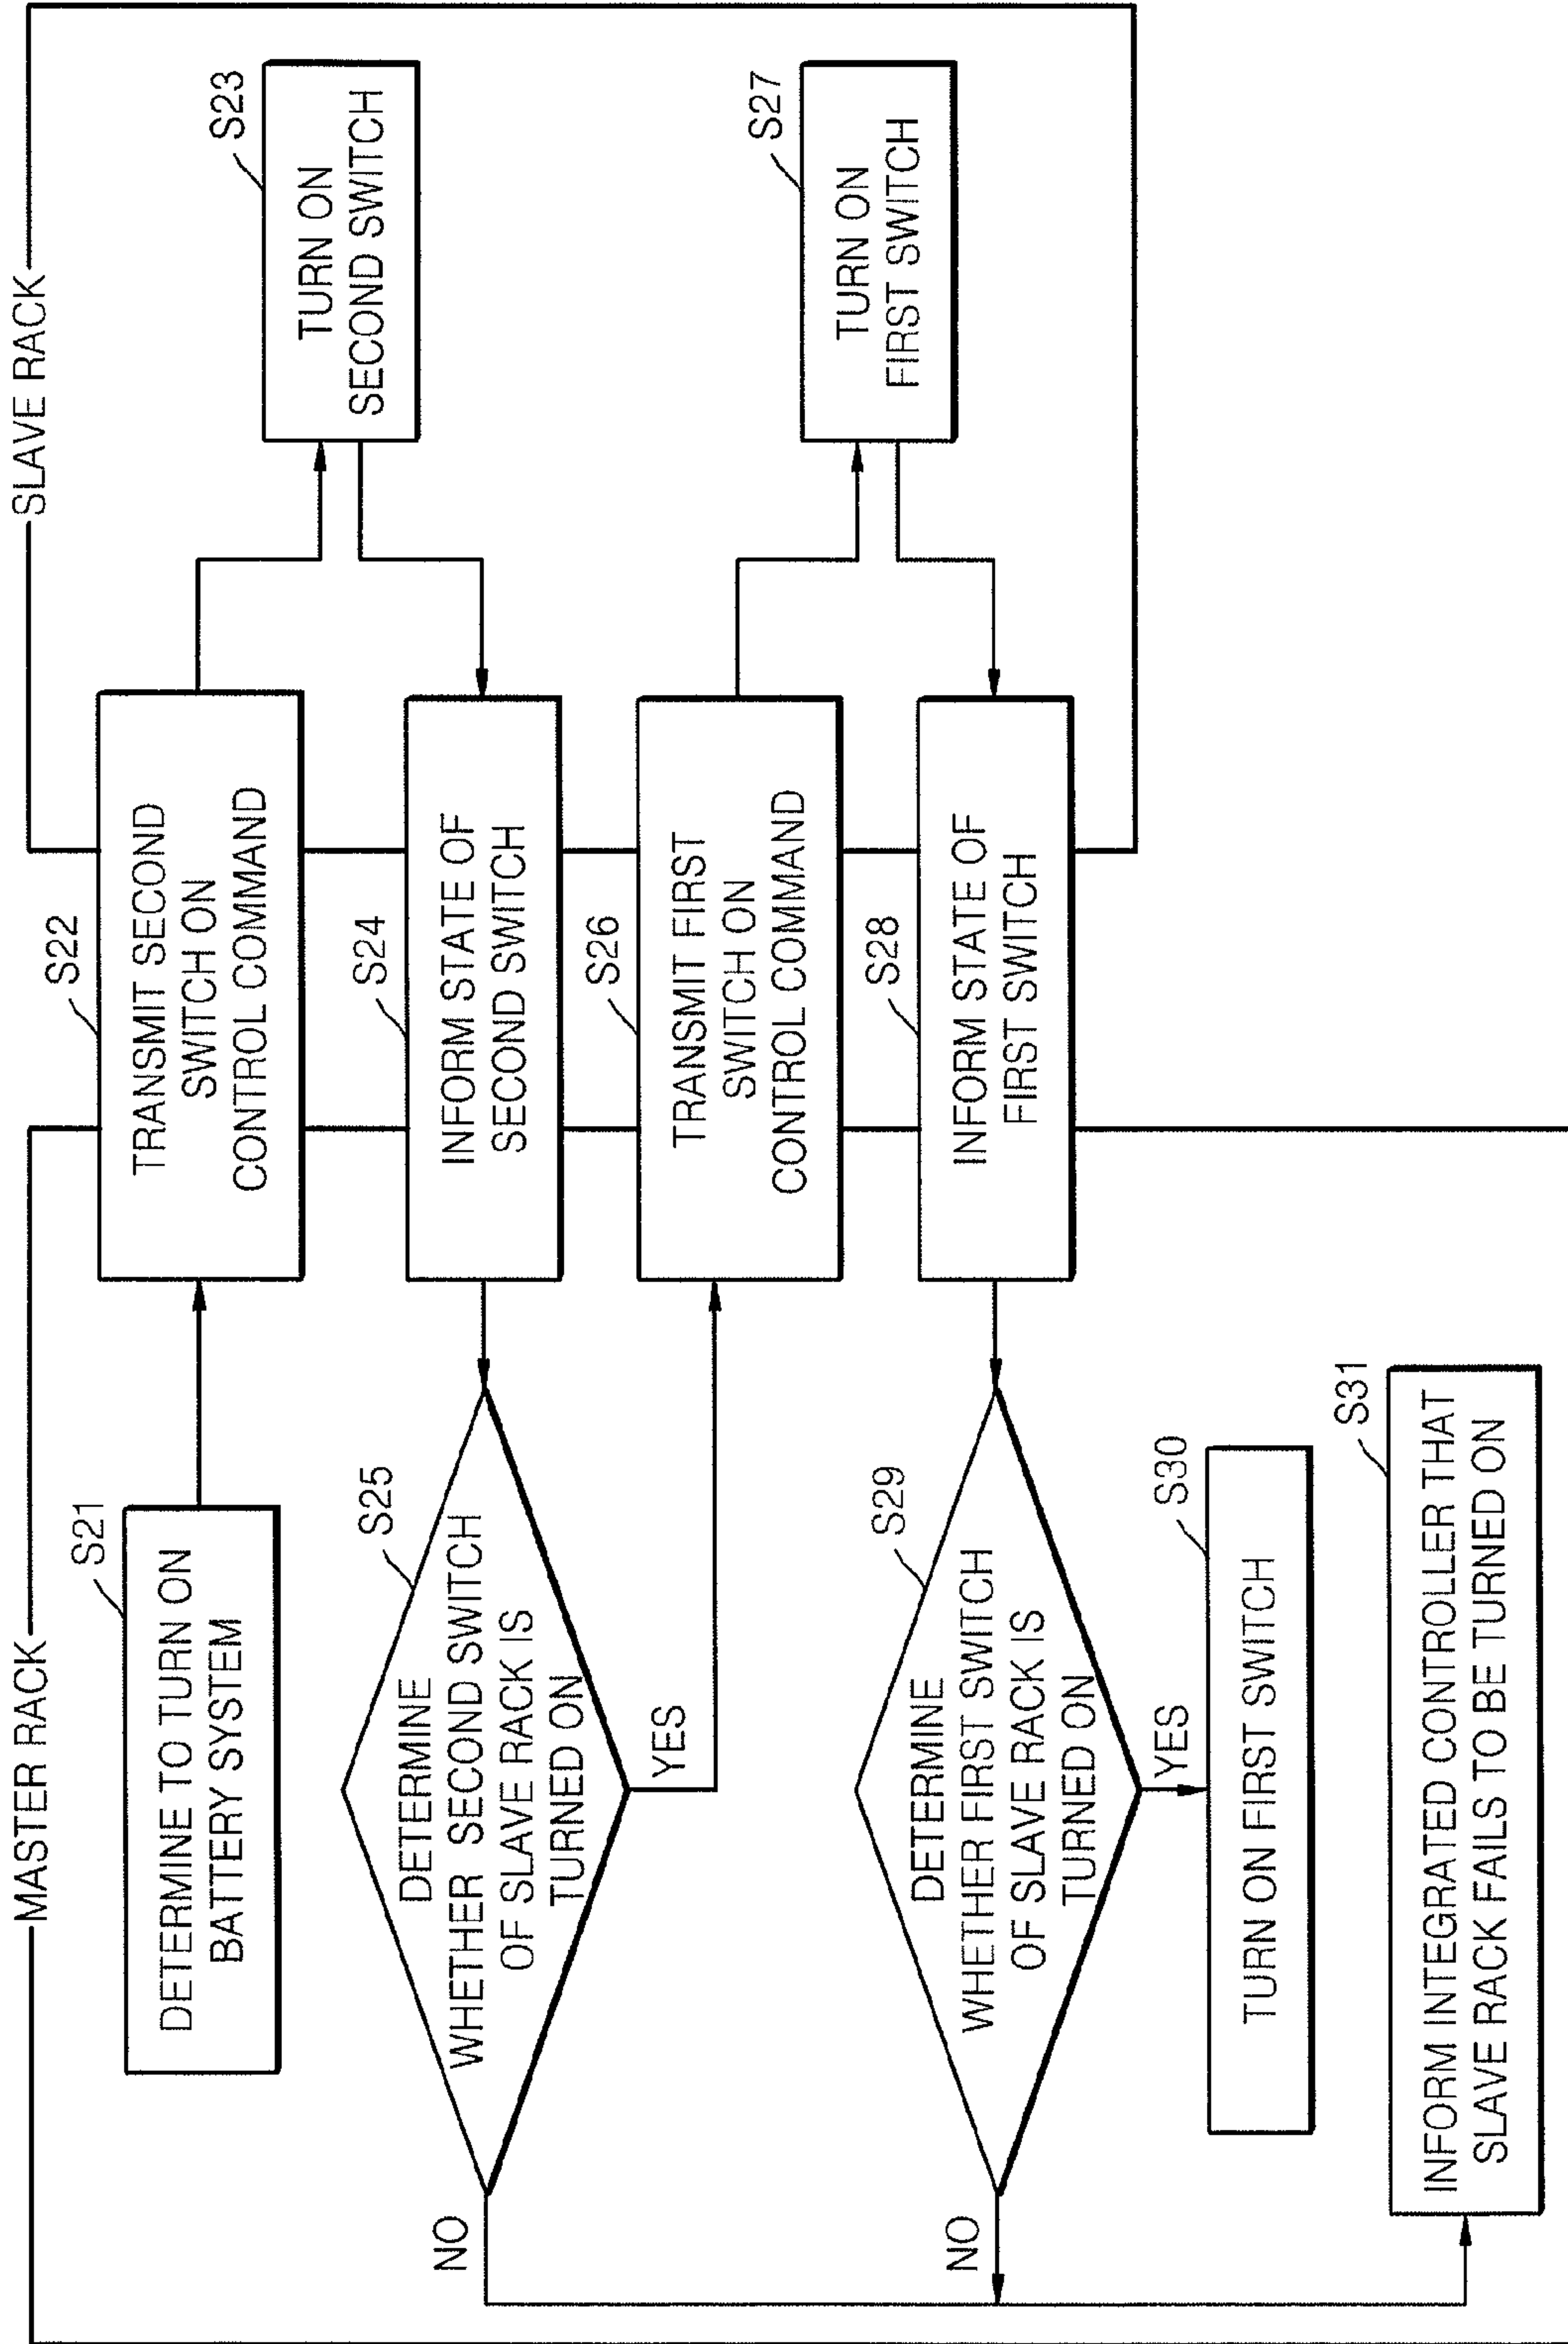 MASTER RACK
SLAVE RACK
S21
DETERMINE TO TURN ON
BATTERY SYSTEM
S22
TRANSMIT SECOND
SWITCH ON
CONTROL COMMAND
S23
TURN ON
SECOND SWITCH
S24
INFORM STATE OF
SECOND SWITCH
S25
DETERMINE
WHETHER SECOND SWITCH
OF SLAVE RACK IS
TURNED ON
NO
YES
S26
TRANSMIT FIRST
SWITCH ON
CONTROL COMMAND
S27
TURN ON
FIRST SWITCH
S28
INFORM STATE OF
FIRST SWITCH
S29
DETERMINE
WHETHER FIRST SWITCH
OF SLAVE RACK IS
TURNED ON
NO
YES
S30
TURN ON FIRST SWITCH
S31
INFORM INTEGRATED CONTROLLER THAT
SLAVE RACK FAILS TO BE TURNED ON